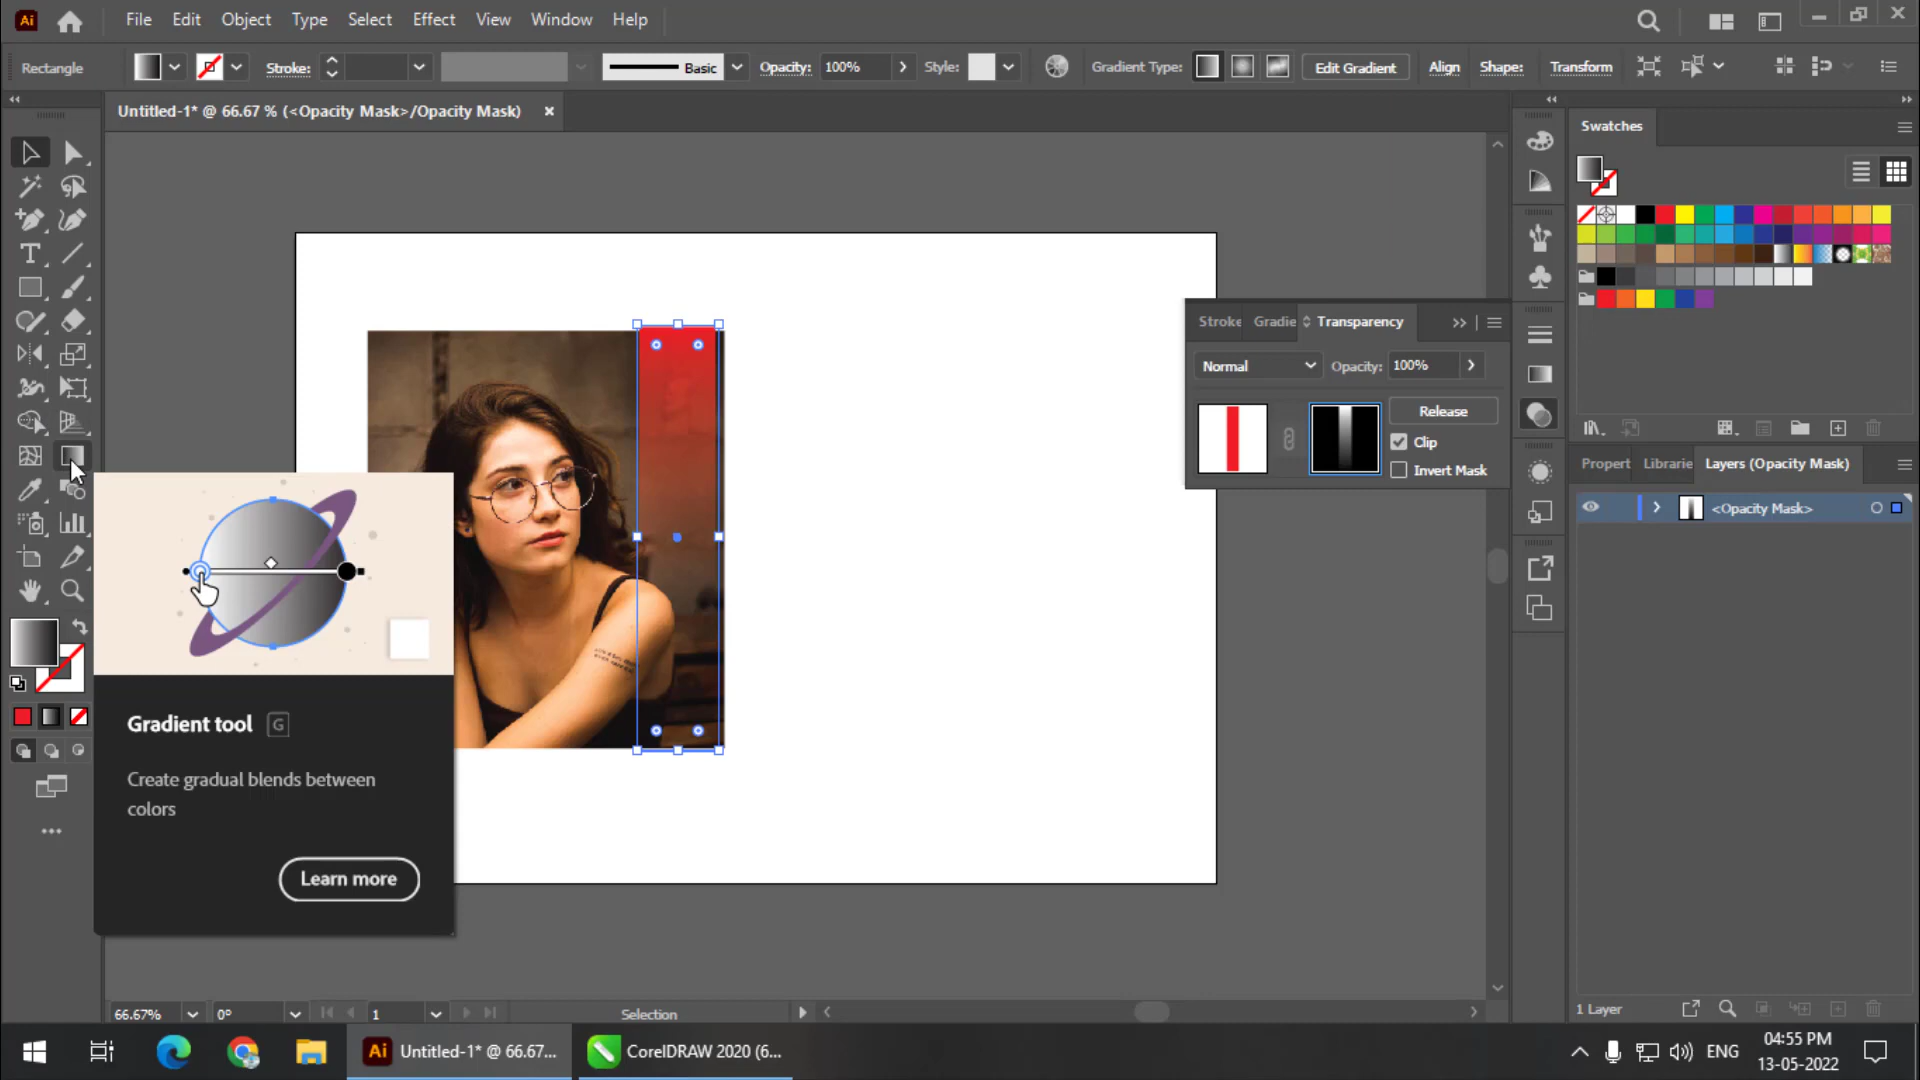 Ai File Edit Object Type Select Effect View Window Help
Rectangle Stroke: Basic Opacity: 100% Style: Gradient Type: Edit Gradient Align Shape: Transform
Untitled-1* @ 66.67 % (<Opacity Mask>/Opacity Mask)
Swatches
Stroke Gradie Transparency
Normal Opacity: 100%
Release
Clip
Invert Mask
Propert Librarie Layers (Opacity Mask)
<Opacity Mask>
T
Gradient tool G
Create gradual blends between
colors
Learn more
66.67% 0° 1 Selection
1 Layer
Ai Untitled-1* @ 66.67... CorelDRAW 2020 (6... ENG 04:55 PM
13-05-2022